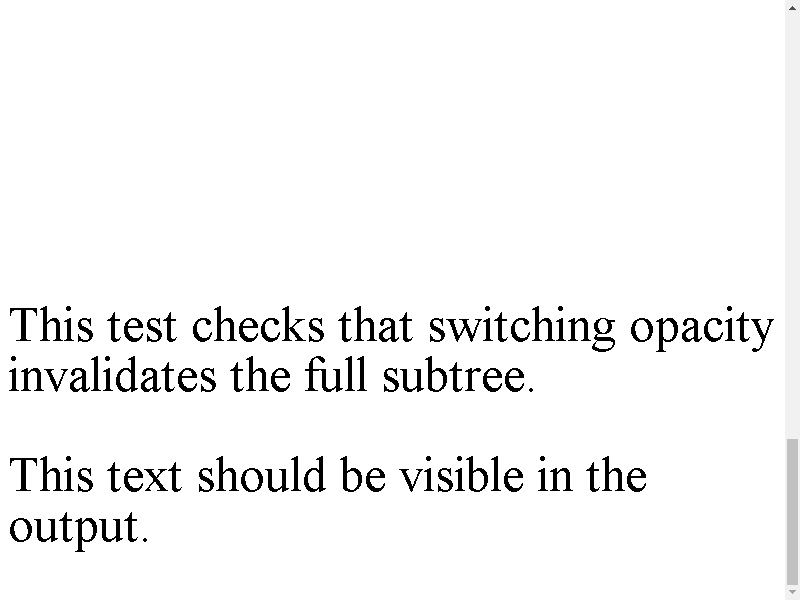 This test checks that switching opacity
invalidates the full subtree.
This text should be visible in the
output.